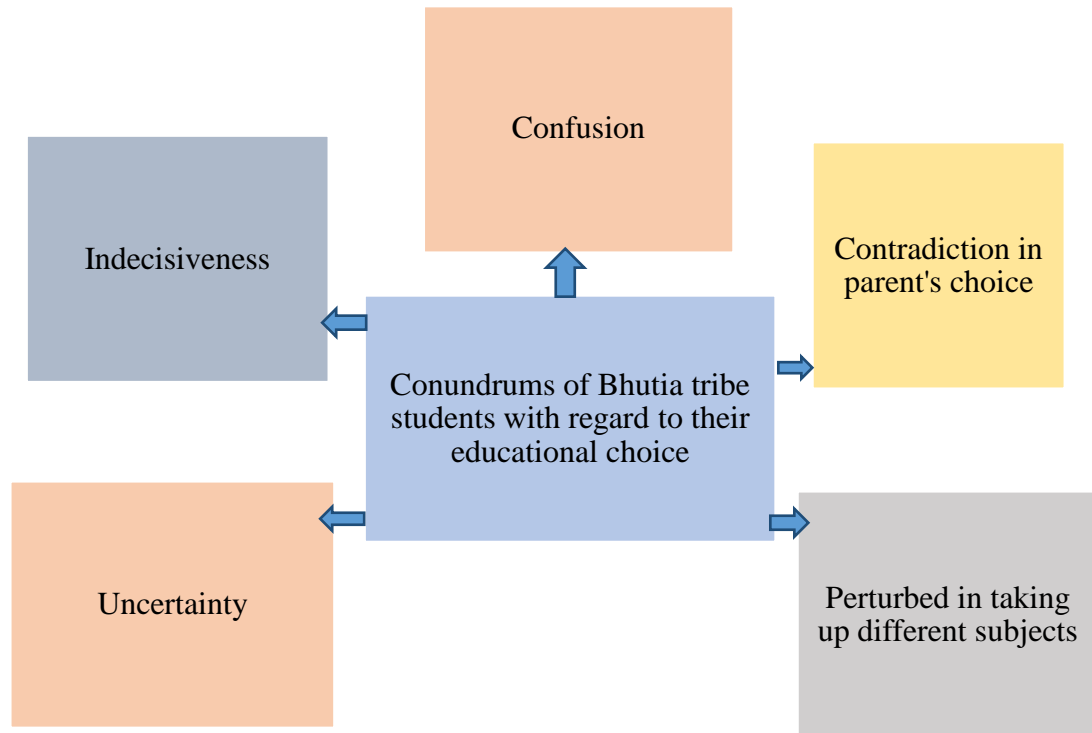 Confusion
Indecisiveness
Contradiction in
parent's choice
Conundrums of Bhutia tribe
students with regard to their
educational choice
Uncertainty
Perturbed in taking
up different subjects